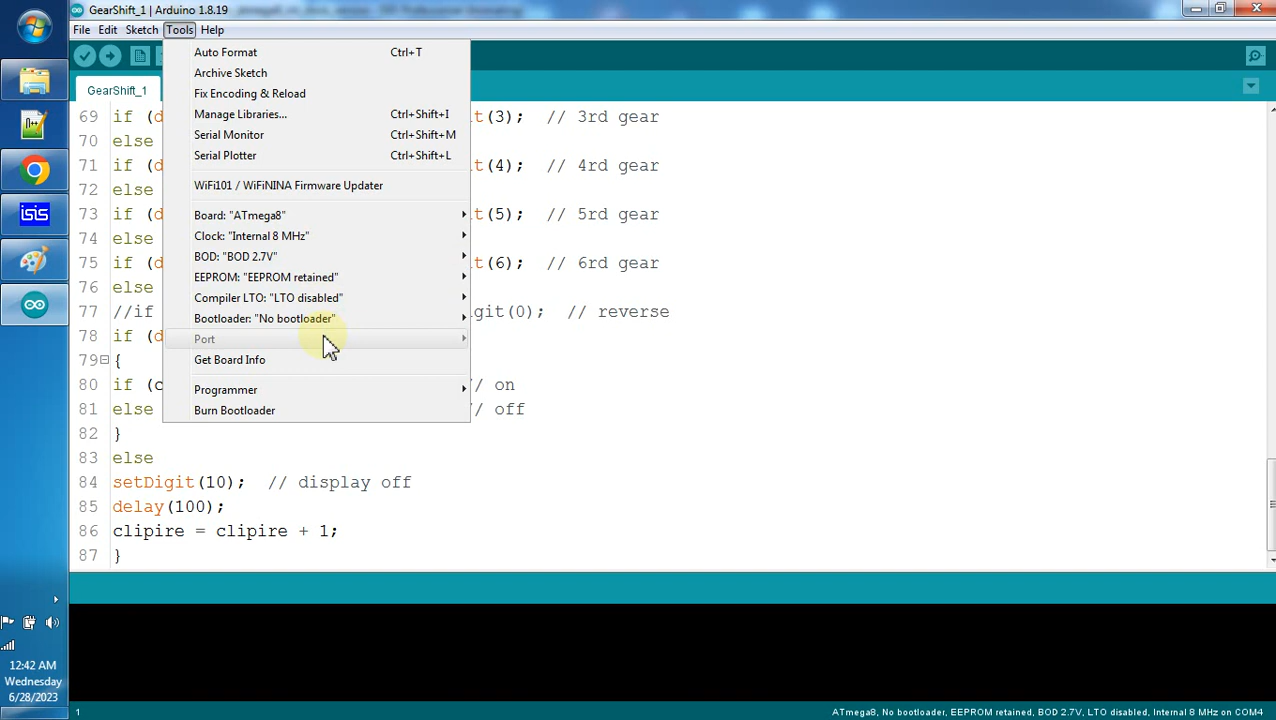 GearShift_1 | Arduino 1.8.19
File Edit Sketch Tools Help
GearShift_1
Auto Format Ctrl+T
Archive Sketch
Fix Encoding & Reload
Manage Libraries... Ctrl+Shift+I
Serial Monitor Ctrl+Shift+M
Serial Plotter Ctrl+Shift+L
WiFi101 / WiFiNINA Firmware Updater
Board: "ATmega8"
Clock: "Internal 8 MHz"
BOD: "BOD 2.7V"
EEPROM: "EEPROM retained"
Compiler LTO: "LTO disabled"
Bootloader: "No bootloader"
Port
Get Board Info
Programmer
Burn Bootloader
69 if (d it(3); // 3rd gear
70 else
71 if (d it(4); // 4rd gear
72 else
73 if (d it(5); // 5rd gear
74 else
75 if (d it(6); // 6rd gear
76 else
77 //if git(0); // reverse
78 if (d
79 {
80 if (c // on
81 else // off
82 }
83 else
84 setDigit(10); // display off
85 delay(100);
86 clipire = clipire + 1;
87 }
isis
12:42 AM
Wednesday
6/28/2023
1
ATmega8, No bootloader, EEPROM retained, BOD 2.7V, LTO disabled, Internal 8 MHz on COM4